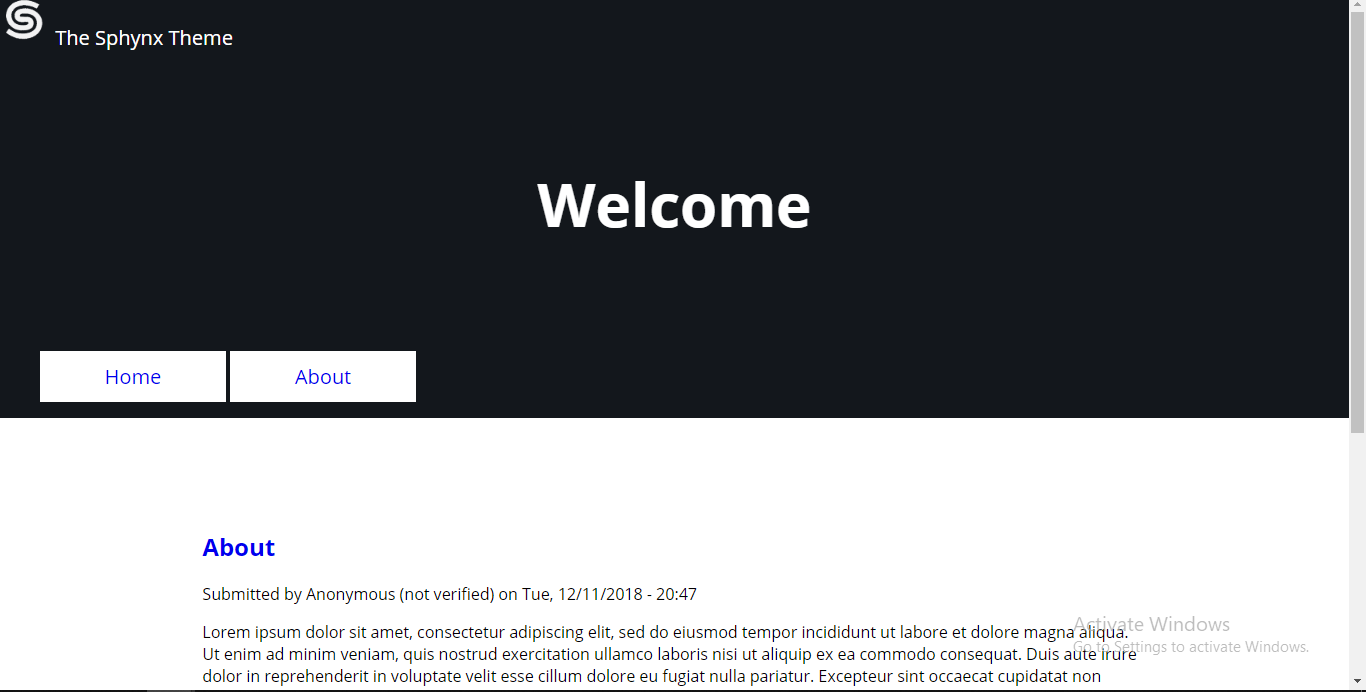 The Sphynx Theme
Welcome
Home
About
About
Submitted by Anonymous (not verified) on Tue, 12/11/2018 - 20:47
Lorem ipsum dolor sit amet, consectetur adipiscing elit, sed do eiusmod tempor incididunt ut labore et dolore magna aliqua.
Ut enim ad minim veniam, quis nostrud exercitation ullamco laboris nisi ut aliquip ex ea commodo consequat. Duis aute irure
dolor in reprehenderit in voluptate velit esse cillum dolore eu fugiat nulla pariatur. Excepteur sint occaecat cupidatat non
Activate Windows
Go to Settings to activate Windows.